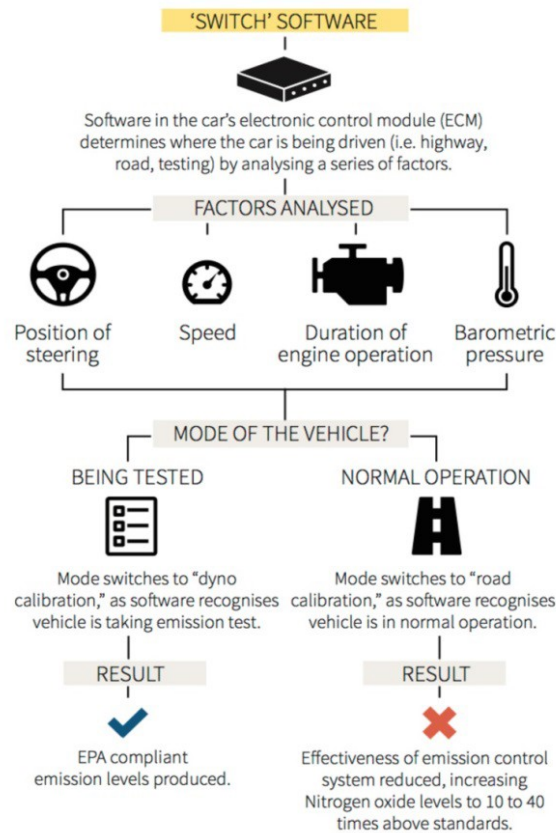 'SWITCH' SOFTWARE
Software in the car's electronic control module (ECM)
determines where the car is being driven (i.e. highway,
road, testing) by analysing a series of factors.
FACTORS ANALYSED
Position of
steering
Speed
Duration of
engine operation
Barometric
pressure
MODE OF THE VEHICLE?
BEING TESTED
Mode switches to “dyno
calibration,” as software recognises
vehicle is taking emission test.
RESULT
EPA compliant
emission levels produced.
NORMAL OPERATION
Mode switches to “road
calibration,” as software recognises
vehicle is in normal operation.
RESULT
Effectiveness of emission control
system reduced, increasing
Nitrogen oxide levels to 10 to 40
times above standards.